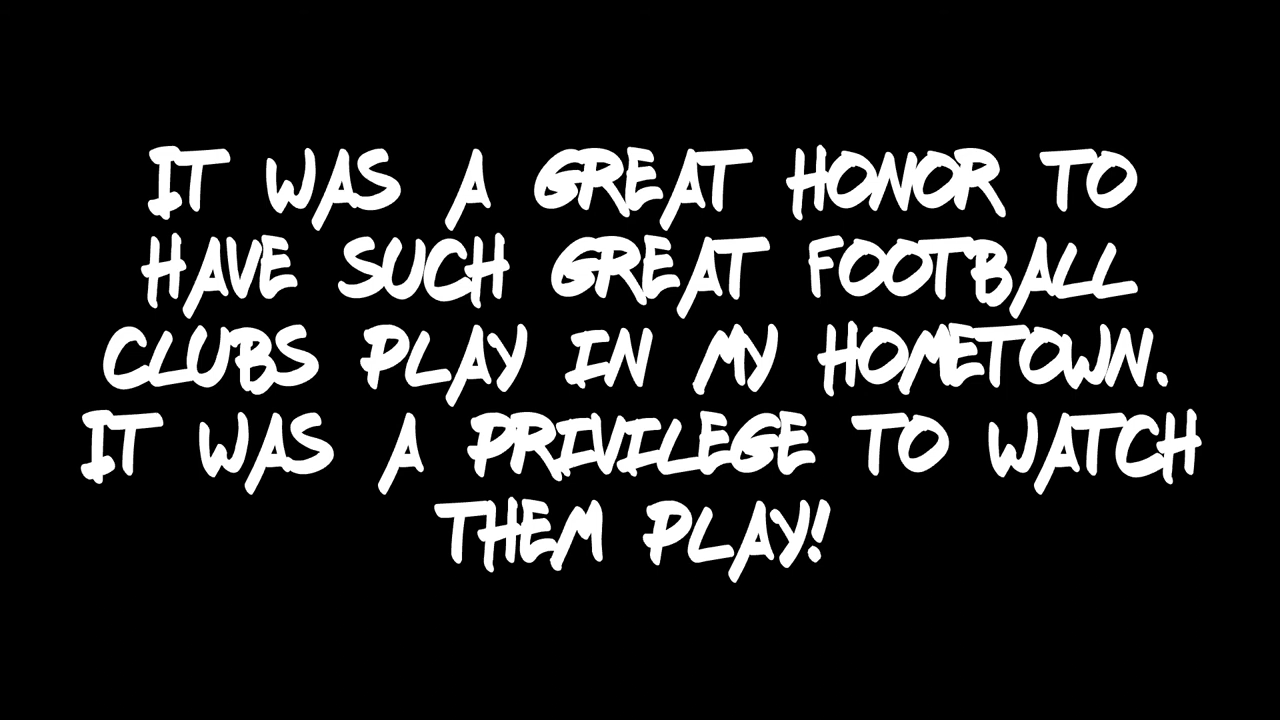 IT WAS A GREAT HONOR TO
HAVE SUCH GREAT FOOTBALL
CLUBS PLAY IN MY HOMETOWN.
IT WAS A PRIVILEGE TO WATCH
THEM PLAY!